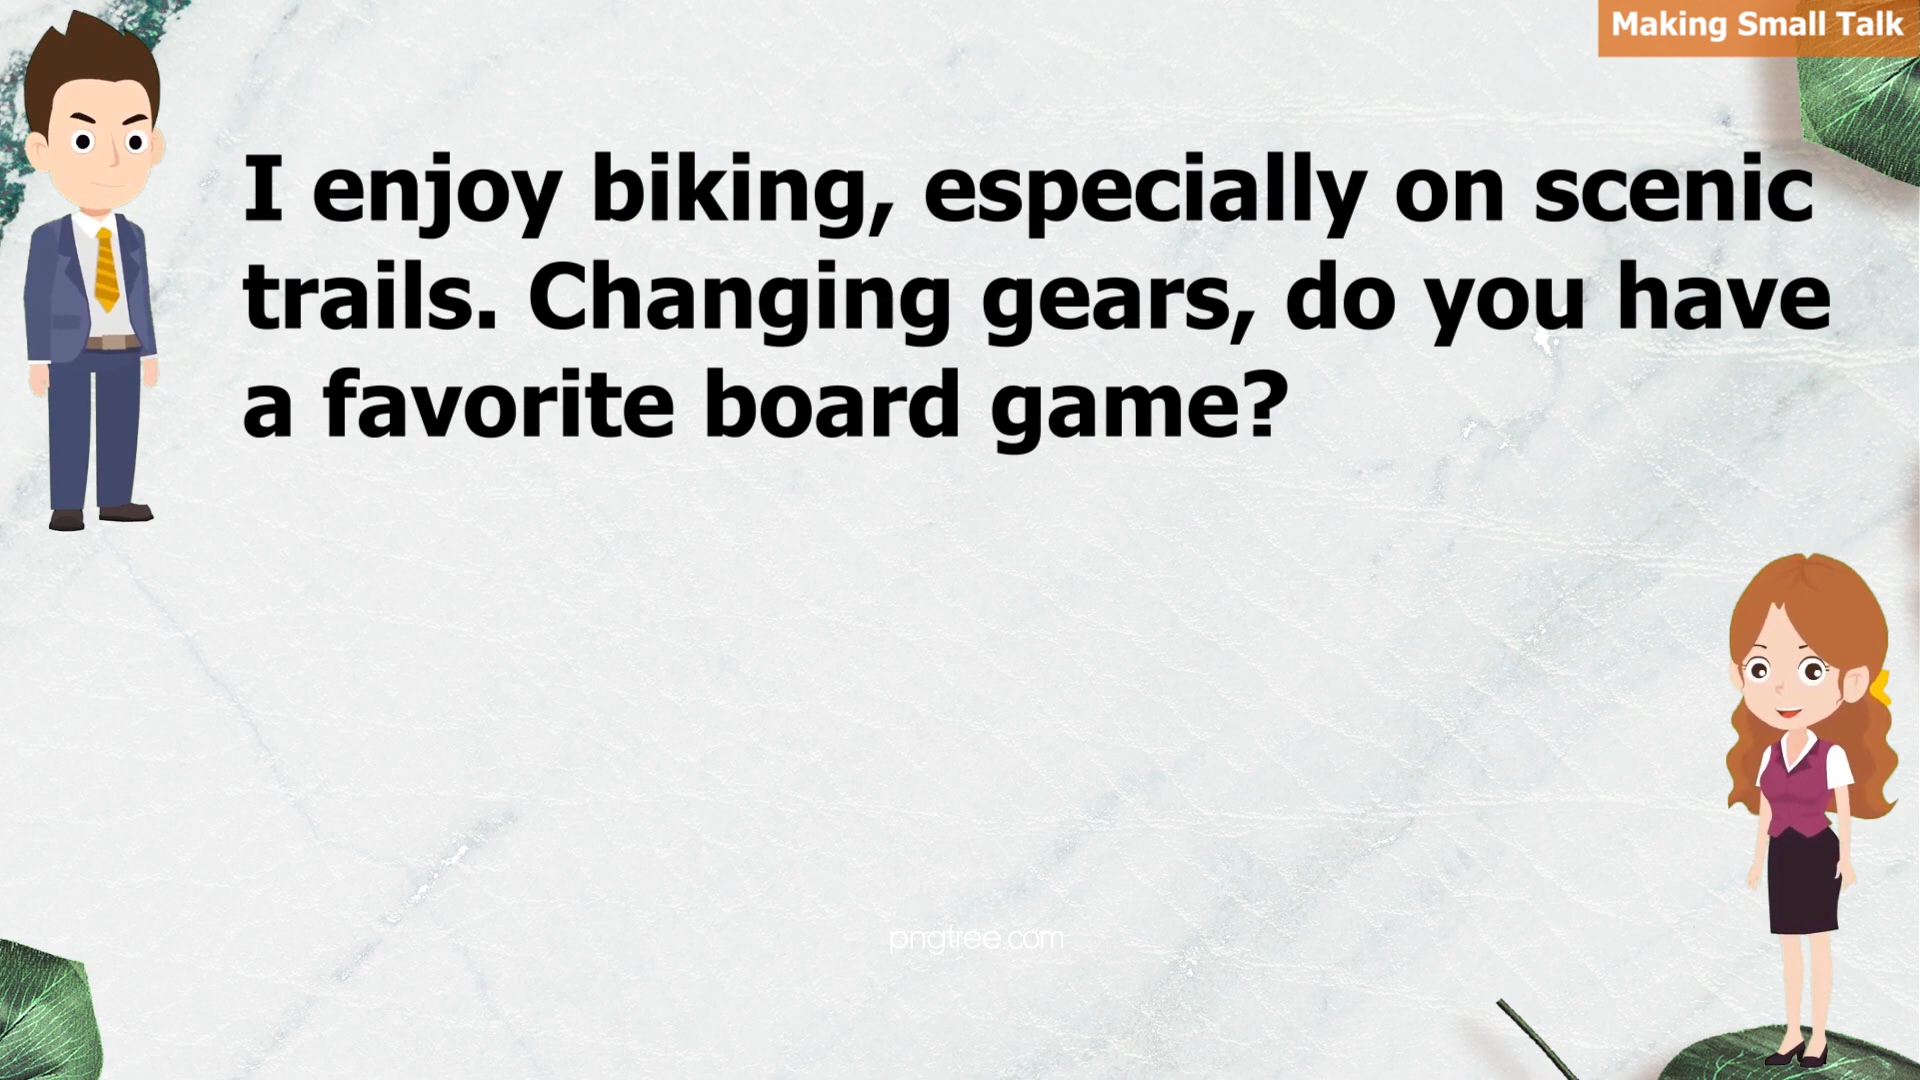 Making Small Talk
I enjoy biking, especially on scenic
trails. Changing gears, do you have
a favorite board game?
pngtree.com